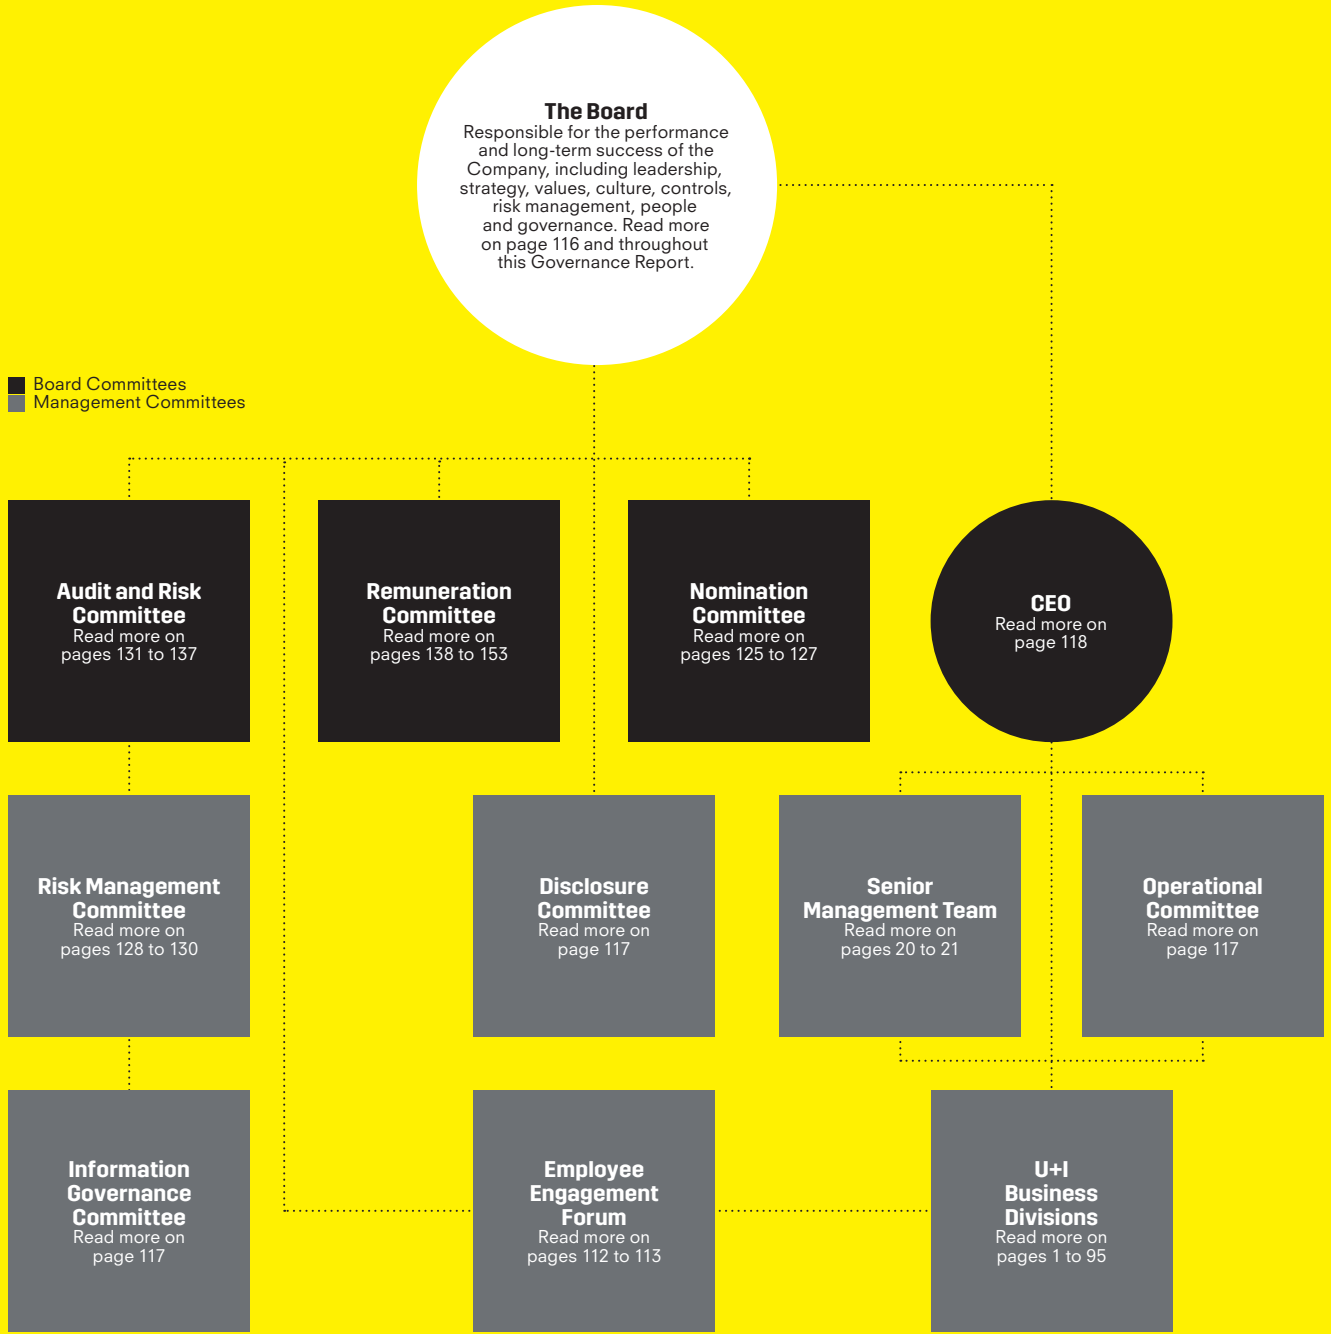 The Board
Responsible for the performance
and long-term success of the
Company, including leadership,
strategy, values, culture, controls,
risk management, people
and governance. Read more
on page 116 and throughout
this Governance Report.
Board Committees
Management Committees
Audit and Risk
Committee
Read more on
pages 131 to 137
Remuneration
Committee
Read more on
pages 138 to 153
Nomination
Committee
Read more on
pages 125 to 127
CEO
Read more on
page 118
Risk Management
Committee
Read more on
pages 128 to 130
Disclosure
Committee
Read more on
page 117
Senior
Management Team
Read more on
pages 20 to 21
Operational
Committee
Read more on
page 117
Information
Governance
Committee
Read more on
page 117
Employee
Engagement
Forum
Read more on
pages 112 to 113
U+I
Business
Divisions
Read more on
pages 1 to 95